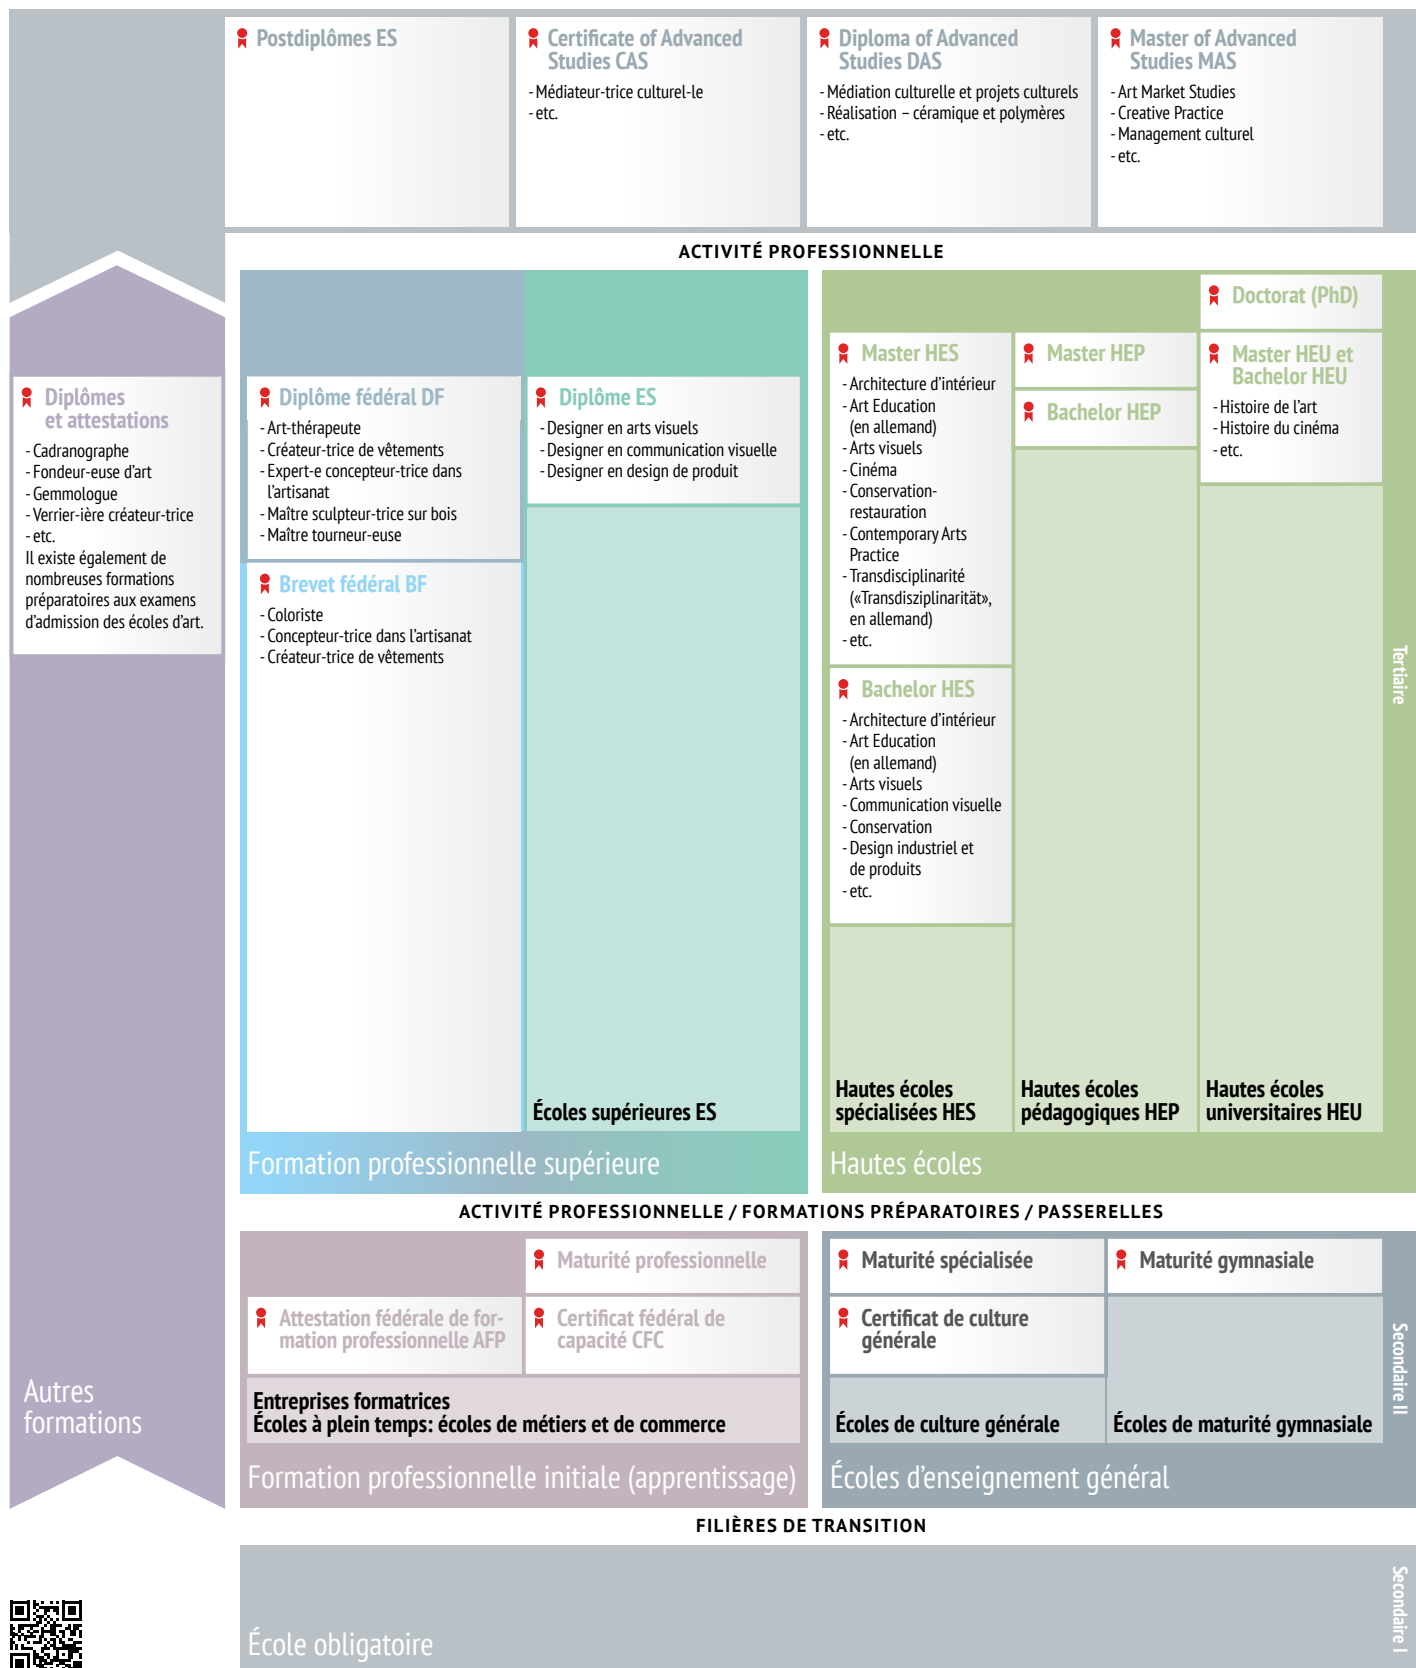 Postdiplômes ES
Certificate of Advanced
Studies CAS
- Médiateur-trice culturel-le
- etc.
Diploma of Advanced
Studies DAS
- Médiation culturelle et projets culturels
- Réalisation – céramique et polymères
- etc.
Master of Advanced
Studies MAS
- Art Market Studies
- Creative Practice
- Management culturel
- etc.
ACTIVITÉ PROFESSIONNELLE
Diplômes
et attestations
- Cadranographe
- Fondeur-euse d'art
- Gemmologue
- Verrier-ière créateur-trice
- etc.
Il existe également de
nombreuses formations
préparatoires aux examens
d'admission des écoles d'art.
Autres
formations
Diplôme fédéral DF
- Art-thérapeute
- Créateur-trice de vêtements
- Expert-e concepteur-trice dans
l'artisanat
- Maître sculpteur-trice sur bois
- Maître tourneur-euse
Brevet fédéral BF
- Coloriste
- Concepteur-trice dans l'artisanat
- Créateur-trice de vêtements
Diplôme ES
- Designer en arts visuels
- Designer en communication visuelle
- Designer en design de produit
Écoles supérieures ES
Formation professionnelle supérieure
Master HES
- Architecture d'intérieur
- Art Education
(en allemand)
- Arts visuels
- Cinéma
- Conservation-
restauration
- Contemporary Arts
Practice
- Transdisciplinarité
(«Transdisziplinarität»,
en allemand)
- etc.
Bachelor HES
- Architecture d'intérieur
- Art Education
(en allemand)
- Arts visuels
- Communication visuelle
- Conservation
- Design industriel et
de produits
- etc.
Hautes écoles
spécialisées HES
Master HEP
Bachelor HEP
Hautes écoles
pédagogiques HEP
Doctorat (PhD)
Master HEU et
Bachelor HEU
- Histoire de l'art
- Histoire du cinéma
- etc.
Hautes écoles
universitaires HEU
Hautes écoles
Tertiaire
ACTIVITÉ PROFESSIONNELLE / FORMATIONS PRÉPARATOIRES / PASSERELLES
Maturité professionnelle
Attestation fédérale de for-
mation professionnelle AFP
Certificat fédéral de
capacité CFC
Entreprises formatrices
Écoles à plein temps: écoles de métiers et de commerce
Formation professionnelle initiale (apprentissage)
Maturité spécialisée
Certificat de culture
générale
Écoles de culture générale
Maturité gymnasiale
Écoles de maturité gymnasiale
Écoles d'enseignement général
Secondaire II
FILIÈRES DE TRANSITION
École obligatoire
Secondaire I